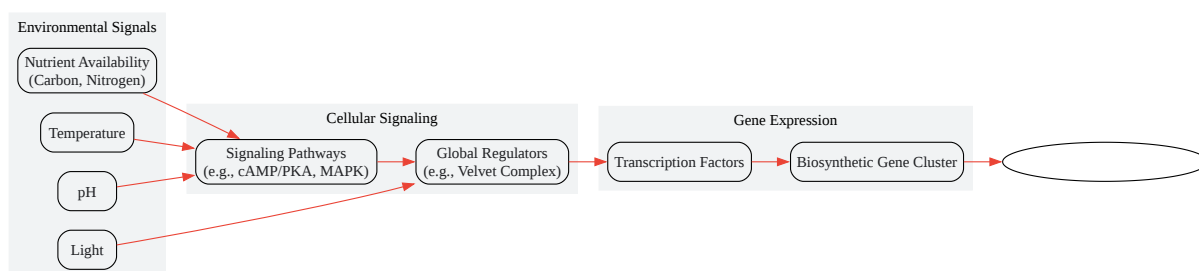 Environmental Signals
Nutrient Availability
(Carbon, Nitrogen)
Temperature
pH
Light
Cellular Signaling
Signaling Pathways
(e.g., cAMP/PKA, MAPK)
Global Regulators
(e.g., Velvet Complex)
Gene Expression
Transcription Factors
Biosynthetic Gene Cluster